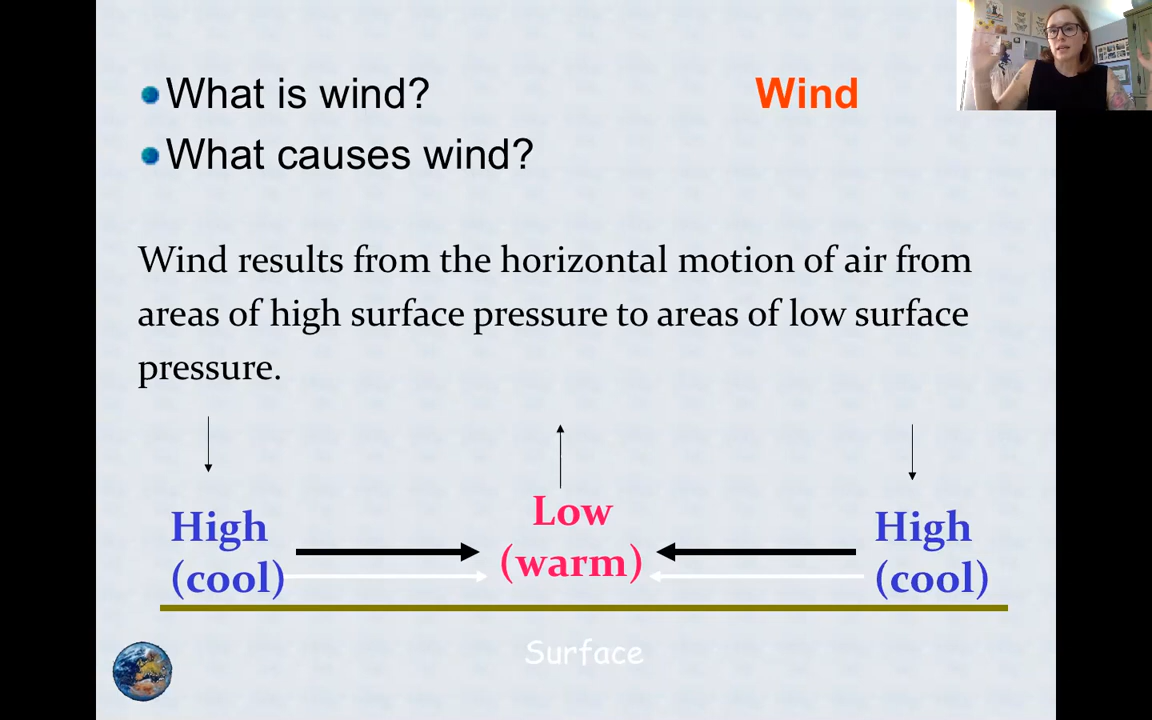 What is wind?
Wind
What causes wind?
Wind results from the horizontal motion of air from
areas of high surface pressure to areas of low surface
pressure.
High
(cool)
Low
(warm)
High
(cool)
Surface